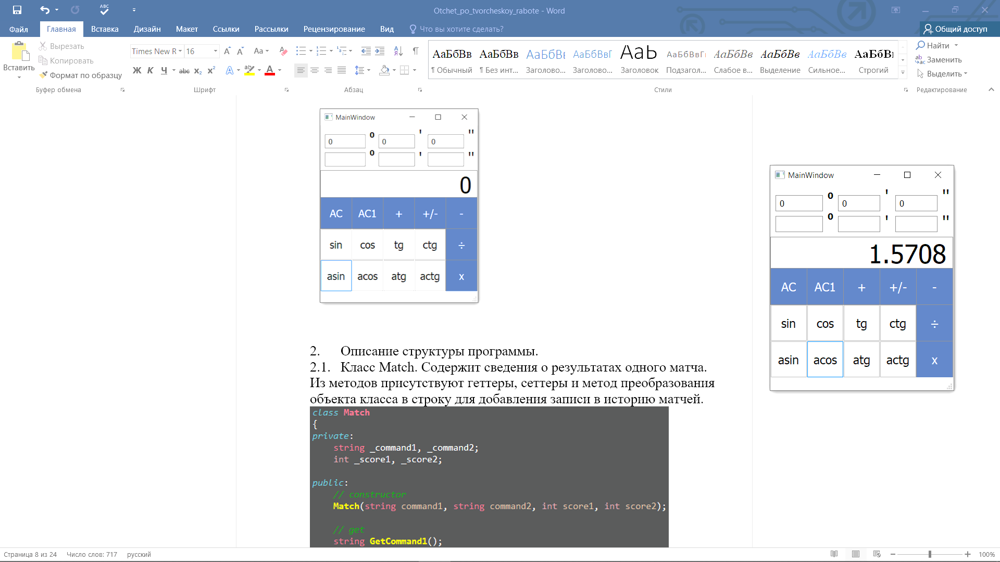 ABC
Otchet_po_tvorcheskoy_rabote - Word
Файл Главная Вставка Дизайн Макет Ссылки Рассылки Рецензирование Вид Что вы хотите сделать? Общий доступ
Вставить
Вырезать
Копировать
Формат по образцу
Буфер обмена
Times New R 16
Aa
Ж К Ч abc x₂ x² A ab A
Шрифт
Абзац
АаБбВв АаБбВв АаБбВі АаБбВвГ АаЬ АаБбВвГі АаБбВв АаБбВв АаБбВв АаБбВі
¶ Обычный ¶ Без инт... Заголово... Заголово... Заголовок Подзагол... Слабое в... Выделение Сильное... Строгий
Стили
Найти
Заменить
Выделить
Редактирование
MainWindow
0 o 0 ' 0 "
o ' "
0
AC AC1 + +/- -
sin cos tg ctg ÷
asin acos atg actg x
MainWindow
0 o 0 ' 0 "
o ' "
1.5708
AC AC1 + +/- -
sin cos tg ctg ÷
asin acos atg actg x
2. Описание структуры программы.
2.1. Класс Match. Содержит сведения о результатах одного матча.
Из методов присутствуют геттеры, сеттеры и метод преобразования
объекта класса в строку для добавления записи в историю матчей.
class Match
{
private:
string _command1, _command2;
int _score1, _score2;
public:
// constructor
Match(string command1, string command2, int score1, int score2);
// get
string GetCommand1();
Страница 8 из 24 Число слов: 717 русский 100%